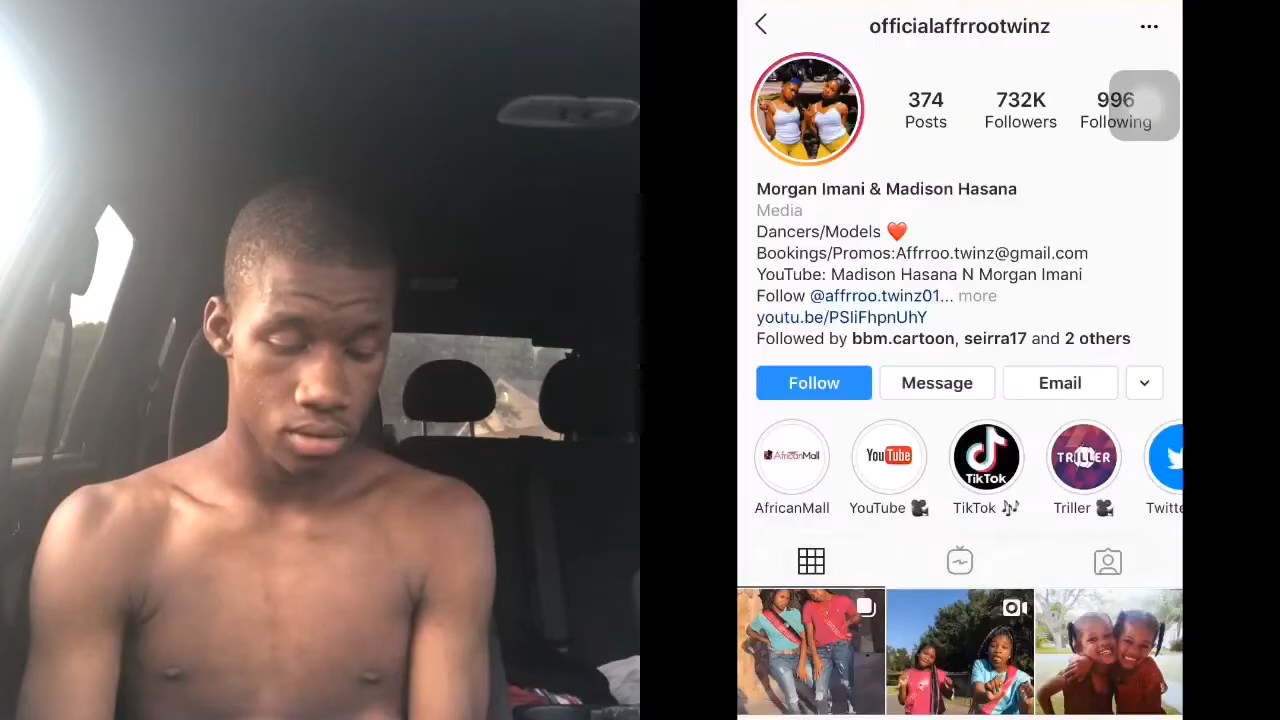 officialaffrrootwinz
374
732K
996
Posts
Followers
Following
Morgan Imani & Madison Hasana
Media
Dancers/Models ❤️
Bookings/Promos:Affrroo.twinz@gmail.com
YouTube: Madison Hasana N Morgan Imani
Follow @affrroo.twinz01... more
youtu.be/PSIiFhpnUhY
Followed by bbm.cartoon, seirra17 and 2 others
Follow
Message
Email
AfricanMall
YouTube
TikTok
TRILLER
AfricanMall
YouTube 🎥
TikTok 🎶
Triller 🎥
Twitte